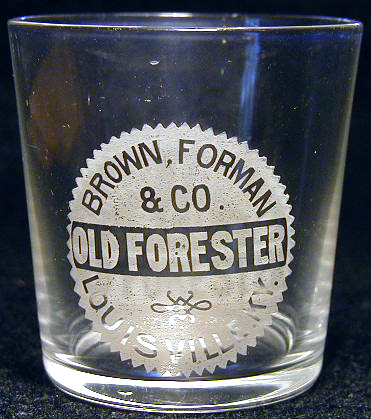 BROWN, FORMAN
& CO.
OLD FORESTER
LOUISVILLE, KY.